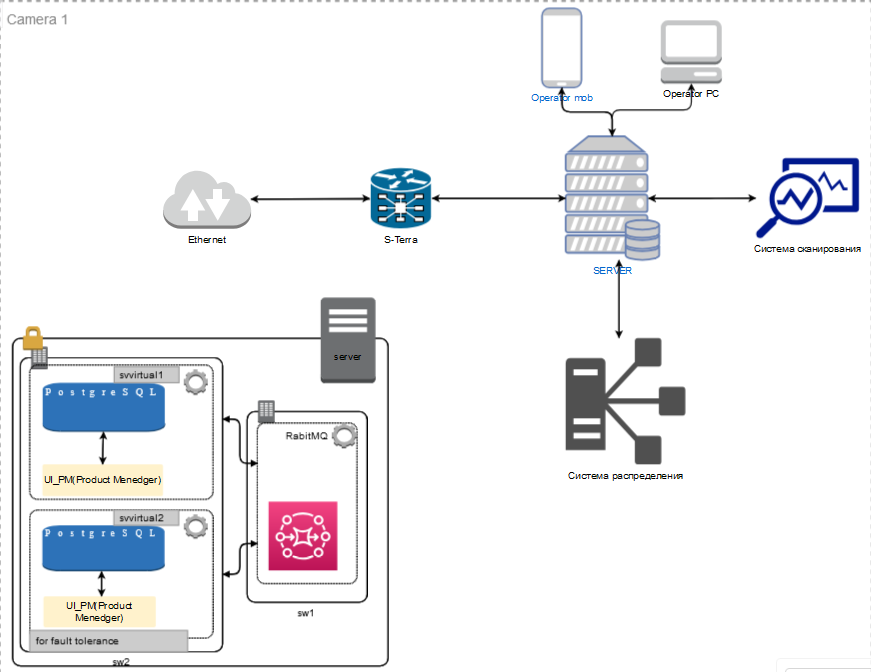 Camera 1
Operator mob
Operator PC
Ethernet
S-Terra
SERVER
Система сканирования
server
svvirtual1
PostgreSQL
UI_PM(Product Menedger)
RabitMQ
svvirtual2
PostgreSQL
UI_PM(Product
Menedger)
for fault tolerance
sw2
sw1
Система распределения